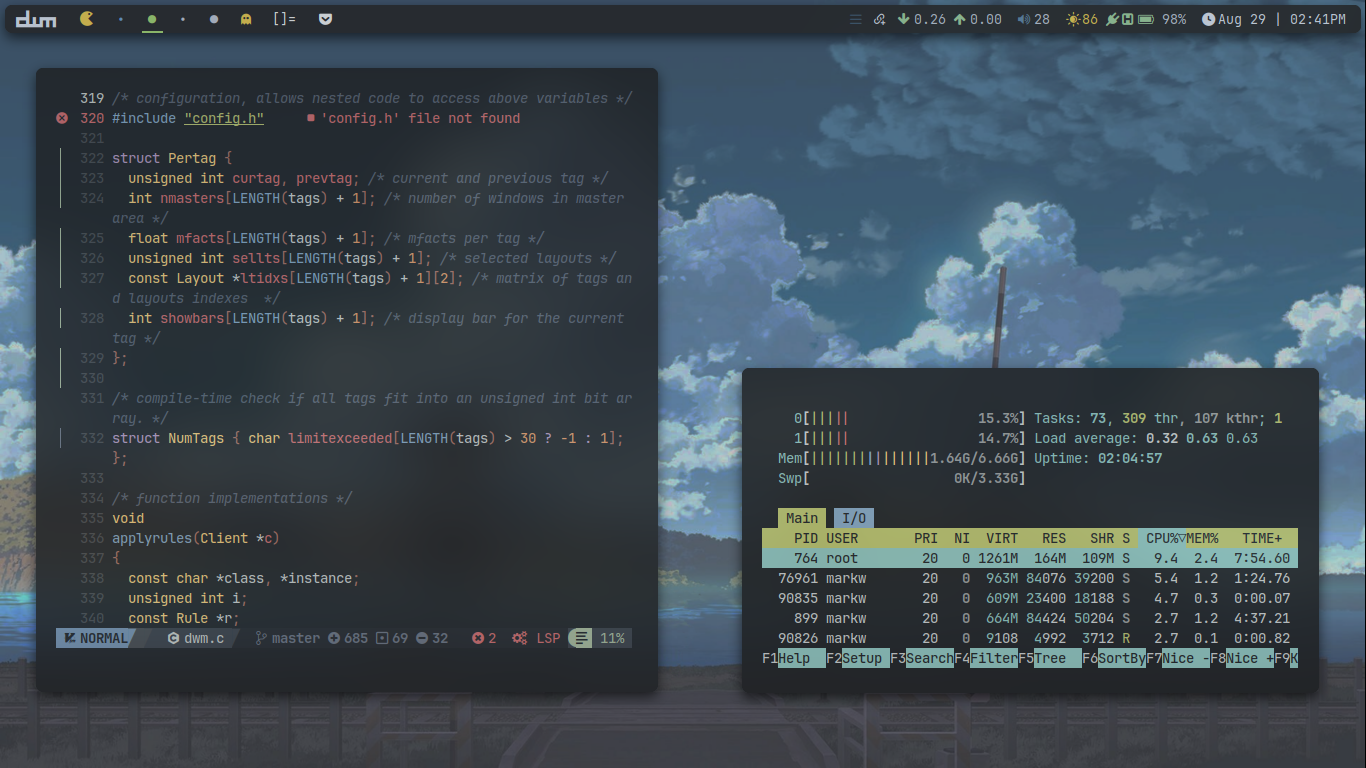 dwm []= 0.26 0.00 28 86 98% Aug 29 | 02:41PM
319 /* configuration, allows nested code to access above variables */
320 #include "config.h" 'config.h' file not found
321
322 struct Pertag {
323 unsigned int curtag, prevtag; /* current and previous tag */
324 int nmasters[LENGTH(tags) + 1]; /* number of windows in master
area */
325 float mfacts[LENGTH(tags) + 1]; /* mfacts per tag */
326 unsigned int sellts[LENGTH(tags) + 1]; /* selected layouts */
327 const Layout *ltidxs[LENGTH(tags) + 1][2]; /* matrix of tags an
d layouts indexes  */
328 int showbars[LENGTH(tags) + 1]; /* display bar for the current
tag */
329 };
330
331 /* compile-time check if all tags fit into an unsigned int bit ar
ray. */
332 struct NumTags { char limitexceeded[LENGTH(tags) > 30 ? -1 : 1];
};
333
334 /* function implementations */
335 void
336 applyrules(Client *c)
337 {
338 const char *class, *instance;
339 unsigned int i;
340 const Rule *r;
NORMAL dwm.c master 685 69 32 2 LSP 11%
0[||||| 15.3%] Tasks: 73, 309 thr, 107 kthr; 1
1[||||| 14.7%] Load average: 0.32 0.63 0.63
Mem[|||||||||||||||1.64G/6.66G] Uptime: 02:04:57
Swp[ 0K/3.33G]
Main I/O
PID USER PRI NI VIRT RES SHR S CPU%▽MEM% TIME+
764 root 20 0 1261M 164M 109M S 9.4 2.4 7:54.60
76961 markw 20 0 963M 84076 39200 S 5.4 1.2 1:24.76
90835 markw 20 0 609M 23400 18188 S 4.7 0.3 0:00.07
899 markw 20 0 664M 84424 50204 S 2.7 1.2 4:37.21
90826 markw 20 0 9108 4992 3712 R 2.7 0.1 0:00.82
F1Help F2Setup F3SearchF4FilterF5Tree F6SortByF7Nice -F8Nice +F9K